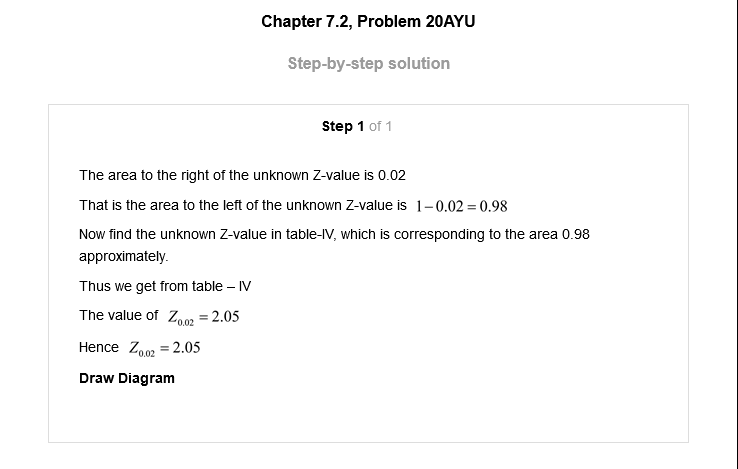 Chapter 7.2, Problem 20AYU
Step-by-step solution
Step 1 of 1
The area to the right of the unknown Z-value is 0.02
That is the area to the left of the unknown Z-value is 1−0.02 = 0.98
Now find the unknown Z-value in table-IV, which is corresponding to the area 0.98
approximately.
Thus we get from table – IV
The value of Z0.02 = 2.05
Hence Z0.02 = 2.05
Draw Diagram